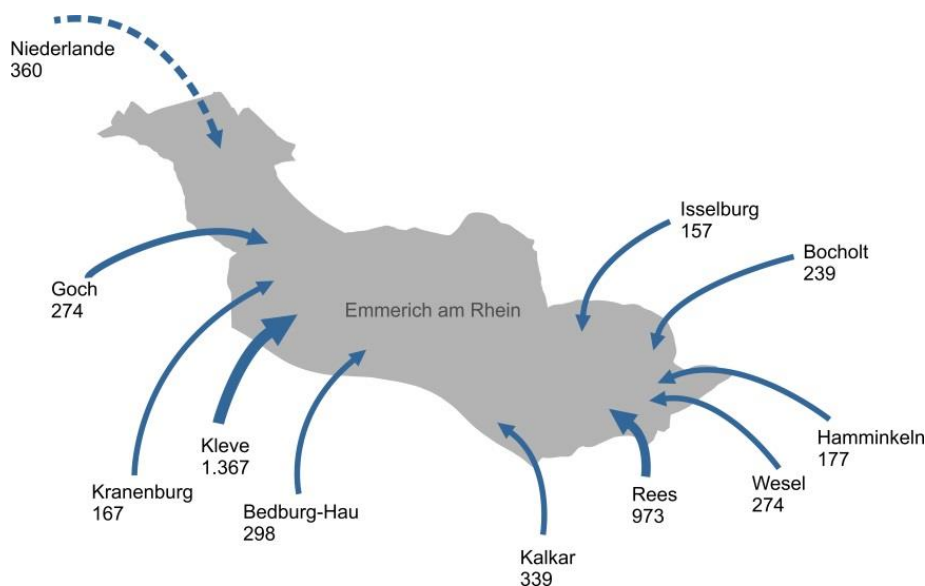 Niederlande
360
Isselburg
157
Bocholt
239
Goch
274
Emmerich am Rhein
Kleve
1.367
Hamminkeln
177
Kranenburg
167
Bedburg-Hau
298
Rees
973
Wesel
274
Kalkar
339